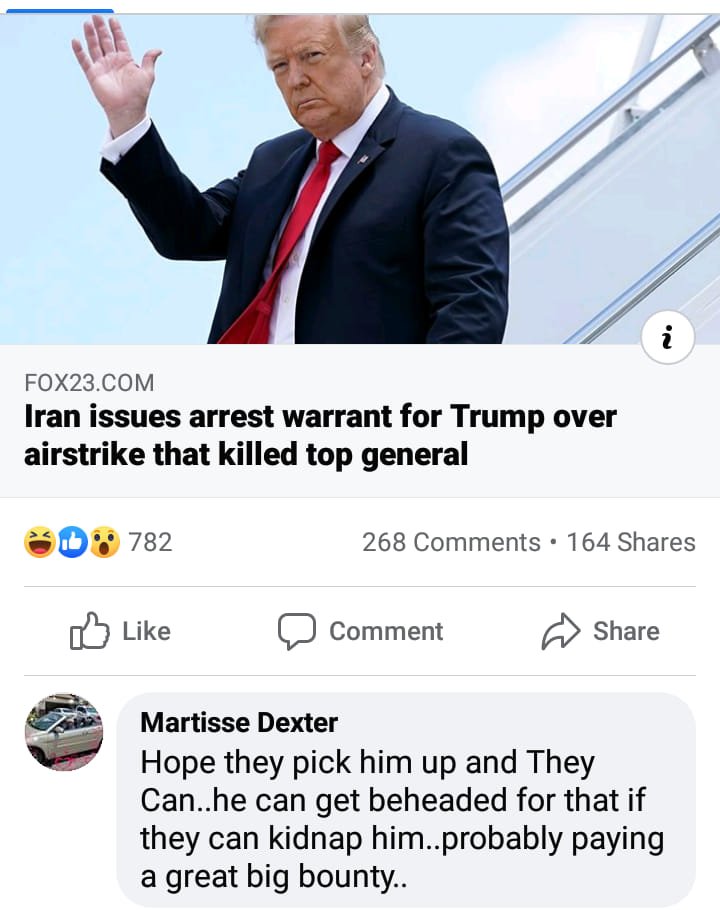 FOX23.COM
Iran issues arrest warrant for Trump over
airstrike that killed top general
782
268 Comments • 164 Shares
Like
Comment
Share
Martisse Dexter
Hope they pick him up and They
Can..he can get beheaded for that if
they can kidnap him..probably paying
a great big bounty..